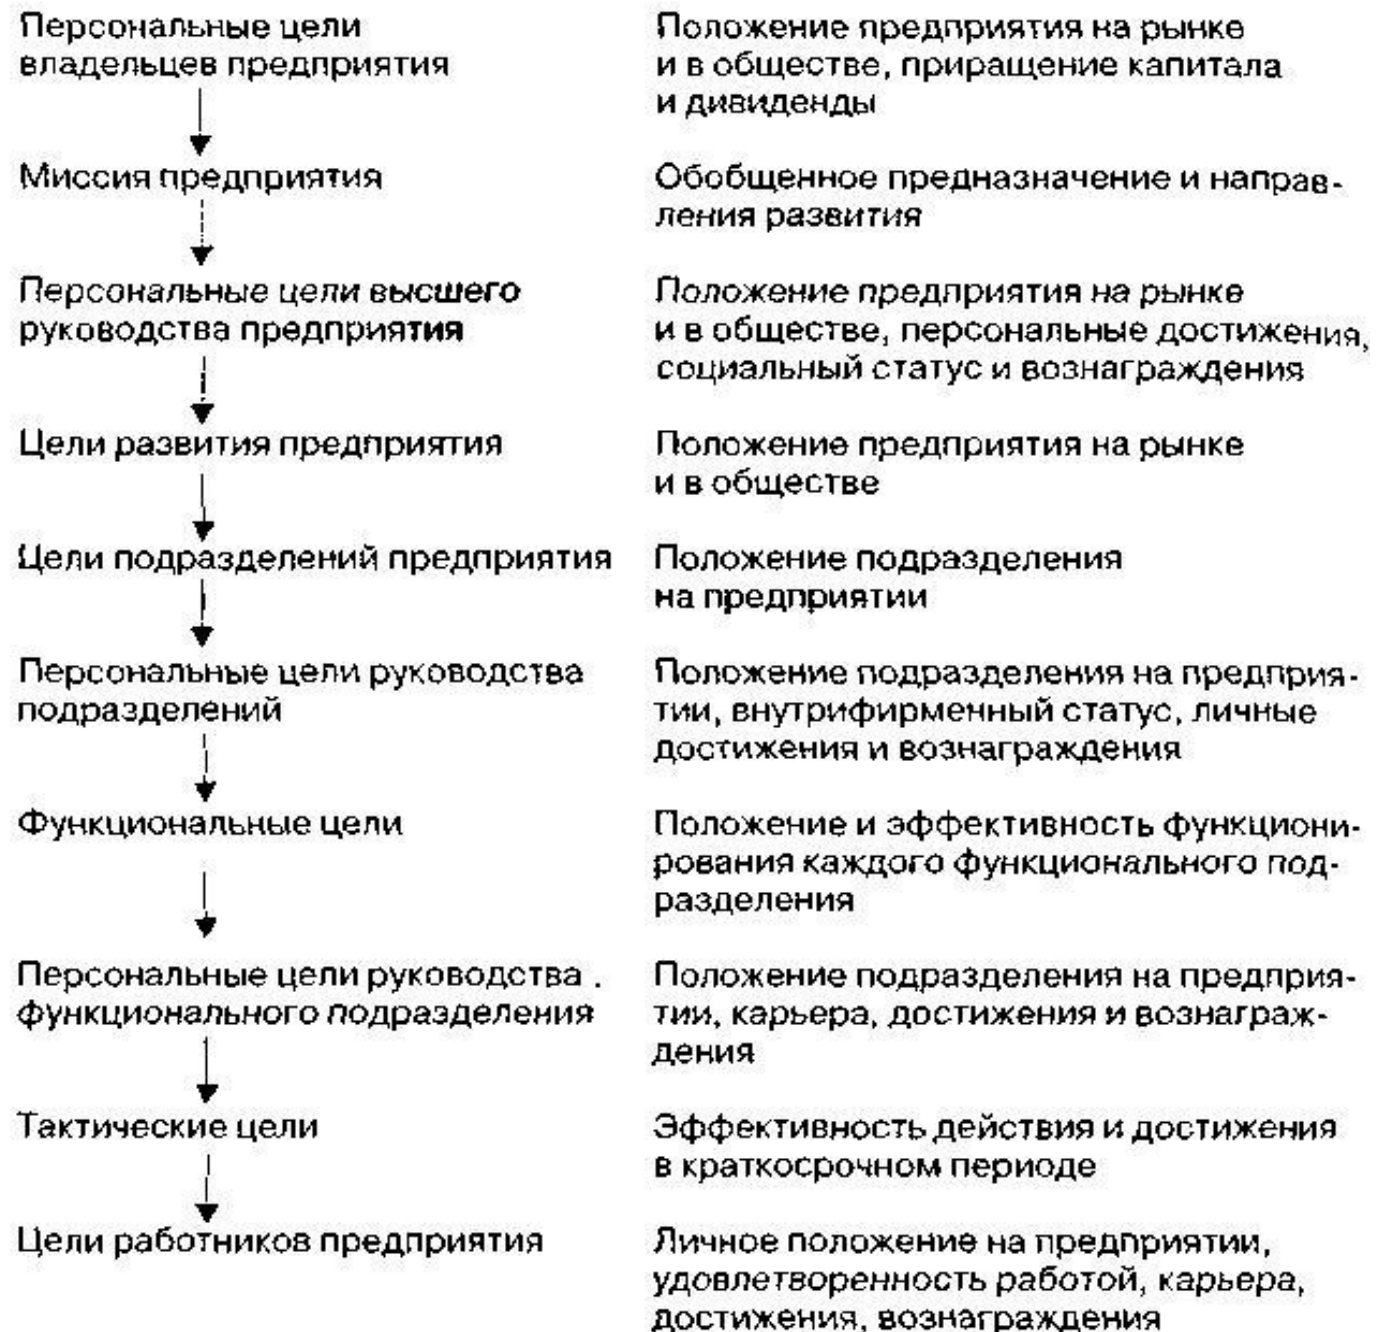 Персональные цели
владельцев предприятия
Положение предприятия на рынке
и в обществе, приращение капитала
и дивиденды
Миссия предприятия
Обобщенное предназначение и направ-
ления развития
Персональные цели высшего
руководства предприятия
Положение предприятия на рынке
и в обществе, персональные достижения,
социальный статус и вознаграждения
Цели развития предприятия
Положение предприятия на рынке
и в обществе
Цели подразделений предприятия
Положение подразделения
на предприятии
Персональные цели руководства
подразделений
Положение подразделения на предприя-
тии, внутрифирменный статус, личные
достижения и вознаграждения
Функциональные цели
Положение и эффективность функциони-
рования каждого функционального под-
разделения
Персональные цели руководства .
функционального подразделения
Положение подразделения на предприя-
тии, карьера, достижения и вознаграж-
дения
Тактические цели
Эффективность действия и достижения
в краткосрочном периоде
Цели работников предприятия
Личное положение на предприятии,
удовлетворенность работой, карьера,
достижения, вознаграждения